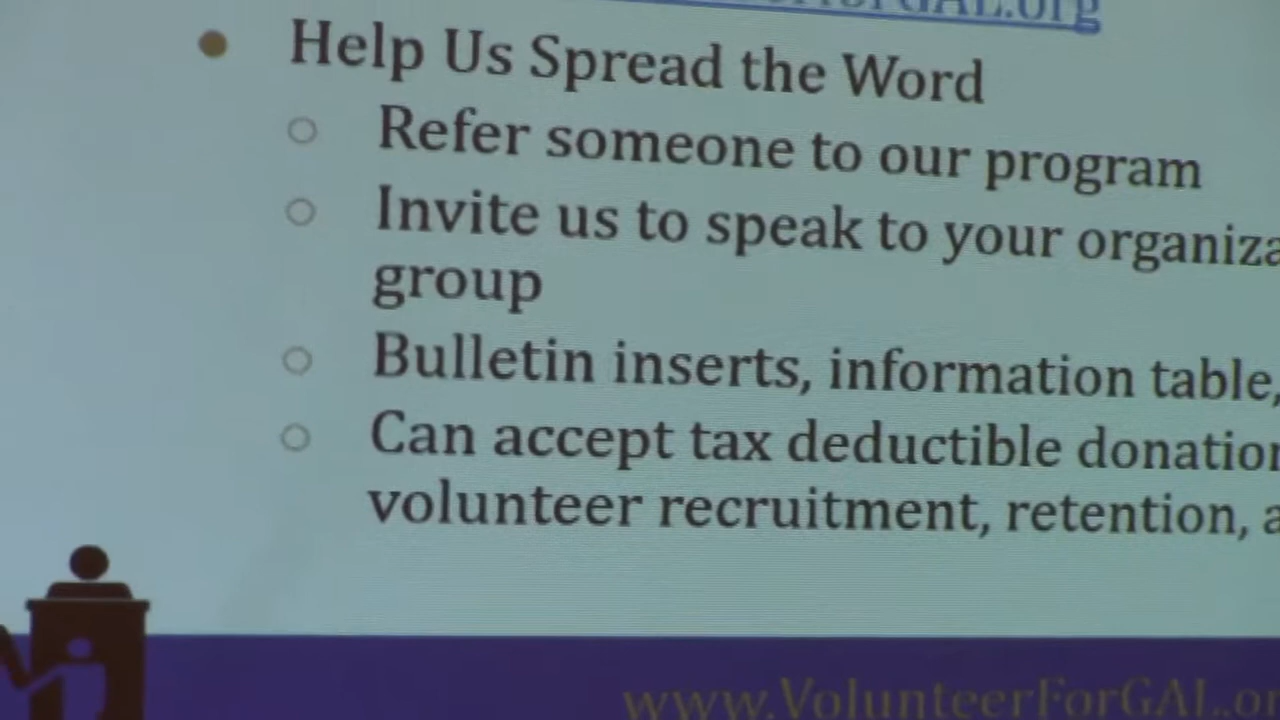 Help Us Spread the Word
Refer someone to our program
Invite us to speak to your
group
Bulletin inserts, information table,
Can accept tax deductible
volunteer recruitment, retention,
www.VolunteerForGAL.or